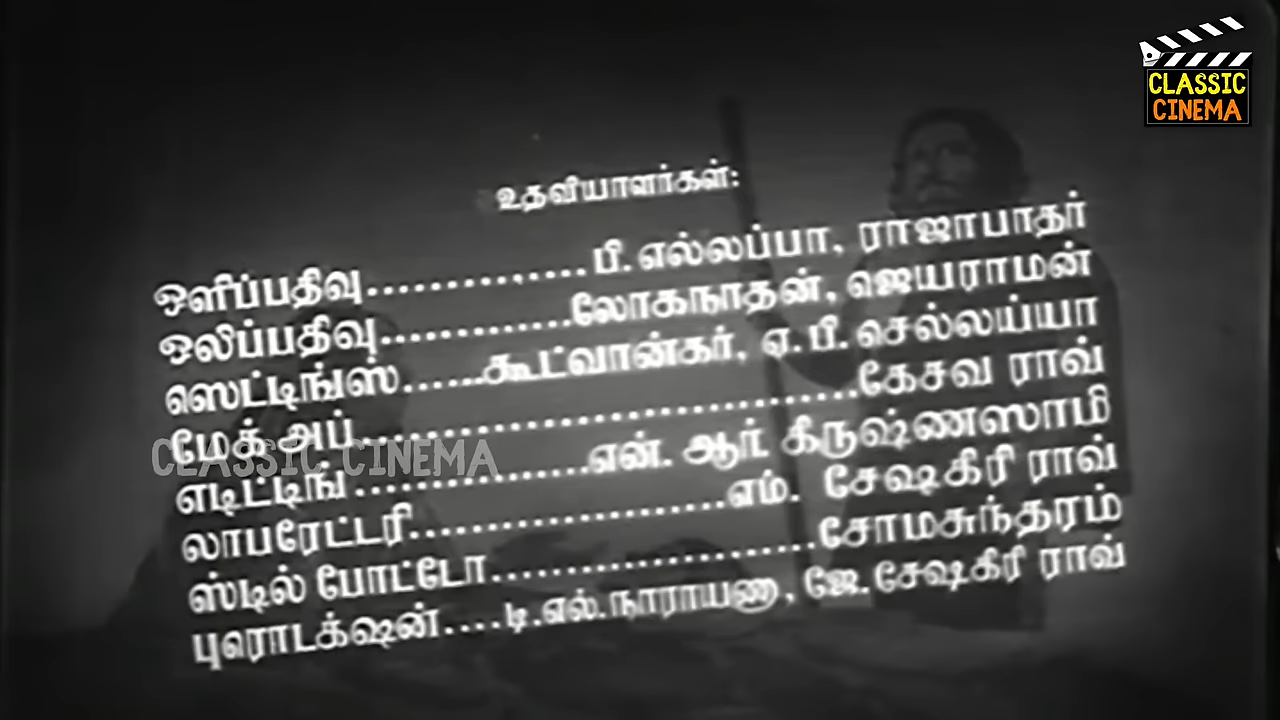 CLASSIC
CINEMA
உதவியாளர்கள்:
ஒளிப்பதிவு..............பீ. எல்லப்பா, ராஜாபாதர்
ஒலிப்பதிவு.............லோகநாதன், ஜெயராமன்
ஸெட்டிங்ஸ்......கூட்வான்கர், ஏ. பீ. செல்லய்யா
மேக் அப்..................................கேசவ ராவ்
எடிட்டிங்................என். ஆர். கிருஷ்ணஸாமி
லாபரேட்டரி......................எம். சேஷகிரி ராவ்
ஸ்டில் போட்டோ......................சோமசுந்தரம்
புரொடக்ஷன்....டி.எல்.நாராயண, ஜே.சேஷகிரி ராவ்
CLASSIC CINEMA